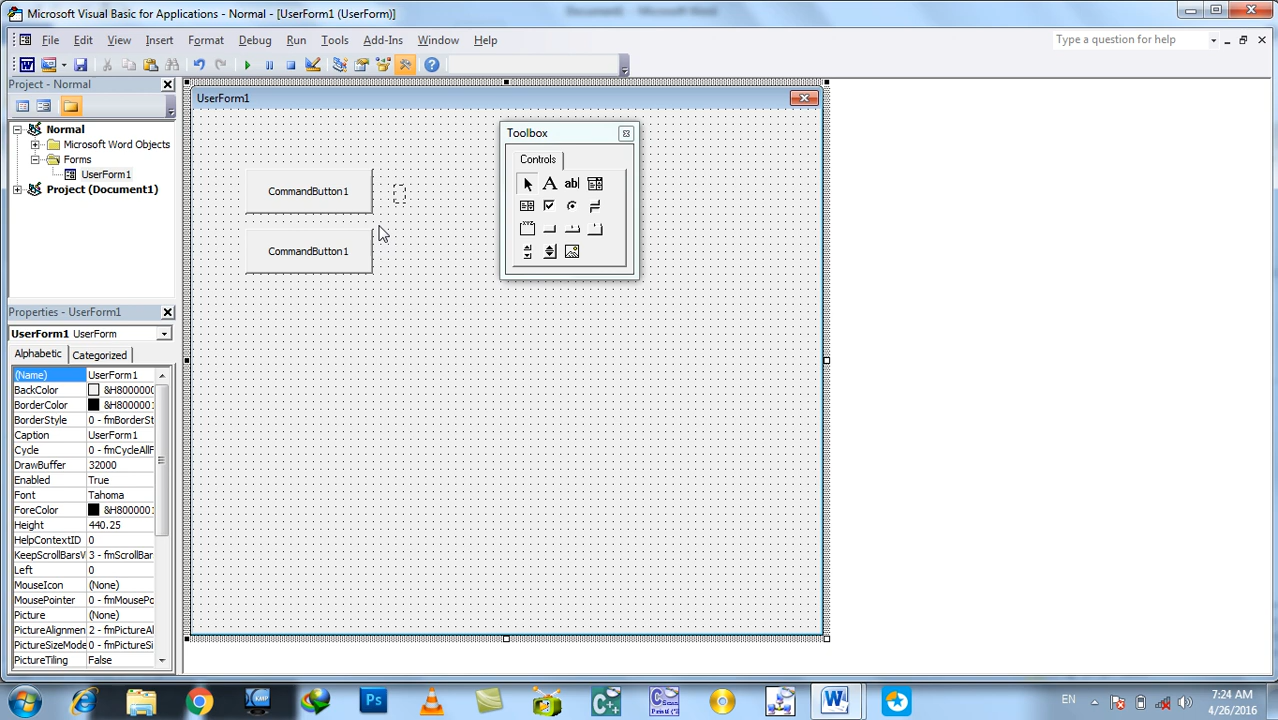 Microsoft Visual Basic for Applications - Normal - [UserForm1 (UserForm)]
File Edit View Insert Format Debug Run Tools Add-Ins Window Help
Type a question for help
Project - Normal
Normal
Microsoft Word Objects
Forms
UserForm1
Project (Document1)
Properties - UserForm1
UserForm1 UserForm
Alphabetic Categorized
(Name) UserForm1
BackColor &H8000000
BorderColor &H8000001
BorderStyle 0 - fmBorderSt
Caption UserForm1
Cycle 0 - fmCycleAllF
DrawBuffer 32000
Enabled True
Font Tahoma
ForeColor &H8000001
Height 440.25
HelpContextID 0
KeepScrollBarsV 3 - fmScrollBar
Left 0
MouseIcon (None)
MousePointer 0 - fmMousePo
Picture (None)
PictureAlignmen 2 - fmPictureAl
PictureSizeMode 0 - fmPictureSi
PictureTiling False
UserForm1
CommandButton1
CommandButton1
Toolbox
Controls
A abl
XYZ
EN
7:24 AM
4/26/2016